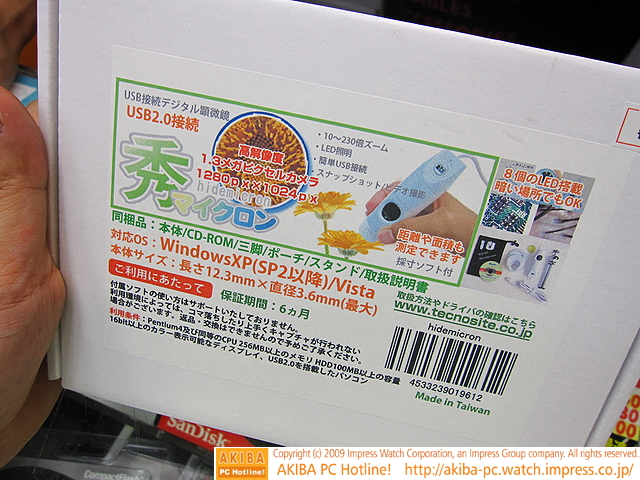 USB接続デジタル顕微鏡
USB2.0接続
高解像度
1.3メガピクセルカメラ
1280px×1024px
秀
hidemicron
マイクロン
・10〜230倍ズーム
・LED照明
・簡単USB接続
・スナップショット/ビデオ撮影
距離や面積も
測定できます
採寸ソフト付
8個のLED搭載
暗い場所でもOK
同梱品：本体/CD-ROM/三脚/ポーチ/スタンド/取扱説明書
対応OS：WindowsXP(SP2以降)/Vista
本体サイズ：長さ12.3mm×直径3.6mm(最大)
取扱方法やドライバの確認はこちら
www.tecnosite.co.jp
ご利用にあたって
保証期間：6ヵ月
付属ソフトの使い方はサポートいたしておりません。
利用環境によっては、コマ落ちしたり上手くキャプチャが行われない
場合がございます。返品・交換はできませんので予めご了承ください。
利用条件：Pentium4及び同等のCPU 256MB以上のメモリ HDD100MB以上の容量
16bit以上のカラー表示可能なディスプレイ、USB2.0を搭載したパソコン
hidemicron
4533239019612
Made in Taiwan
SanDisk
CompactFlash
AKIBA
PC Hotline!
Copyright (c) 2009 Impress Watch Corporation, an Impress Group company. All rights reserved.
AKIBA PC Hotline! http://akiba-pc.watch.impress.co.jp/